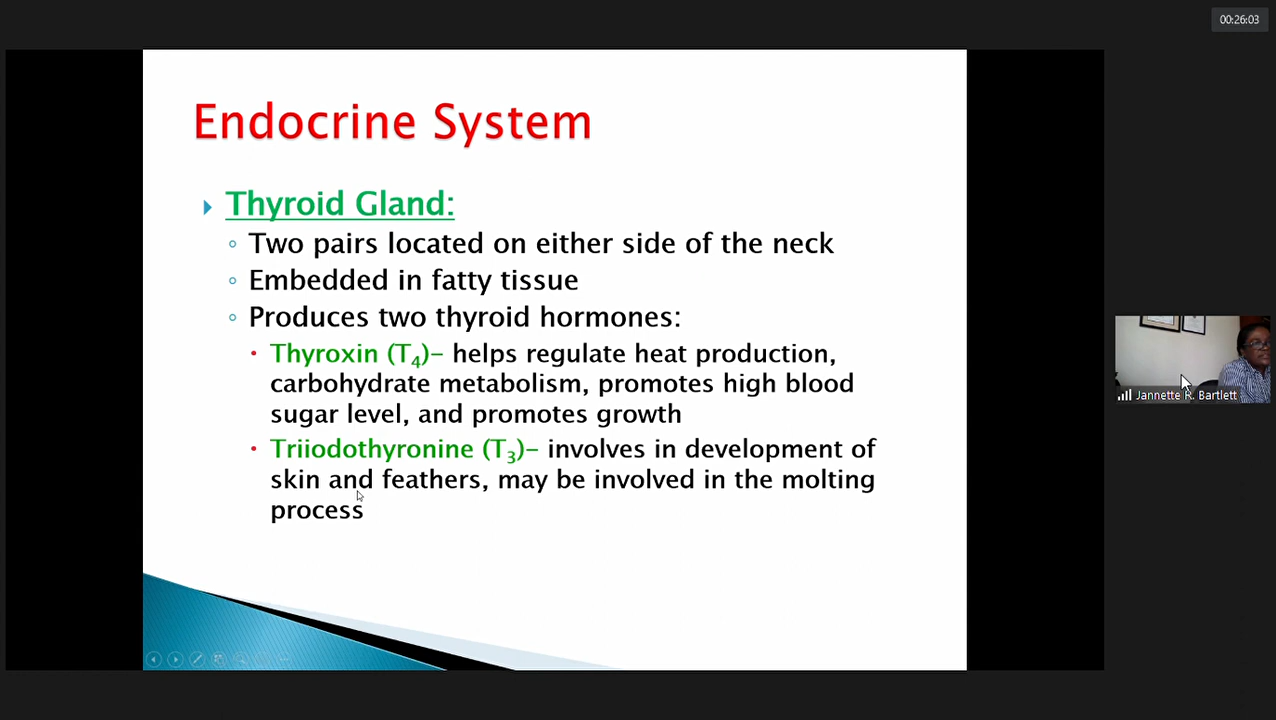 00:26:03
Endocrine System
Thyroid Gland:
Two pairs located on either side of the neck
Embedded in fatty tissue
Produces two thyroid hormones:
Thyroxin (T₄)– helps regulate heat production,
carbohydrate metabolism, promotes high blood
sugar level, and promotes growth
Triiodothyronine (T₃)– involves in development of
skin and feathers, may be involved in the molting
process
Jannette R. Bartlett